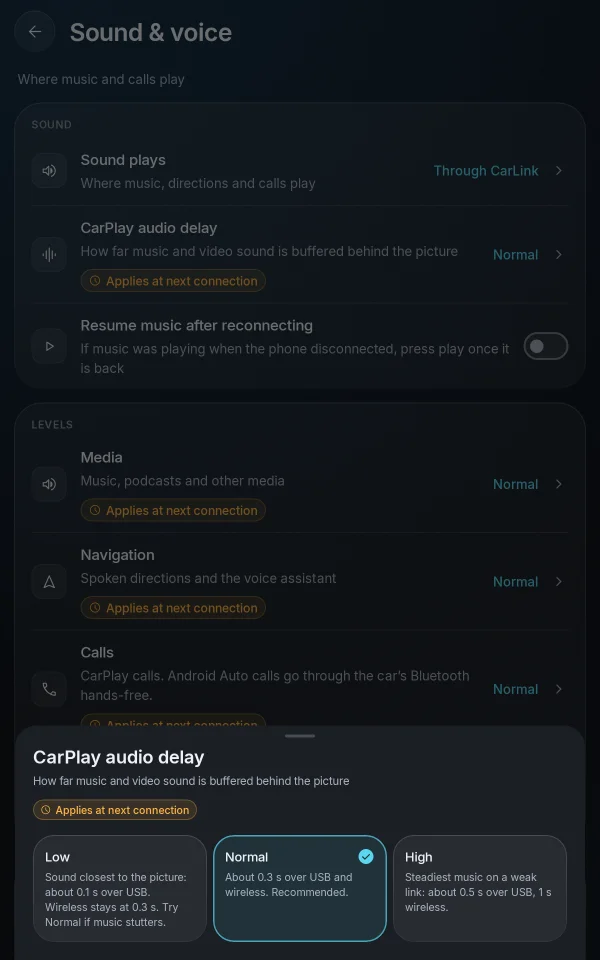 Sound & voice
Where music and calls play
SOUND
Sound plays
Where music, directions and calls play
Through CarLink
CarPlay audio delay
How far music and video sound is buffered behind the picture
Applies at next connection
Normal
Resume music after reconnecting
If music was playing when the phone disconnected, press play once it
is back
LEVELS
Media
Music, podcasts and other media
Applies at next connection
Normal
Navigation
Spoken directions and the voice assistant
Applies at next connection
Normal
Calls
CarPlay calls. Android Auto calls go through the car's Bluetooth
hands-free.
Normal
Applies at next connection
CarPlay audio delay
How far music and video sound is buffered behind the picture
Applies at next connection
Low
Sound closest to the picture:
about 0.1 s over USB.
Wireless stays at 0.3 s. Try
Normal if music stutters.
Normal
About 0.3 s over USB and
wireless. Recommended.
High
Steadiest music on a weak
link: about 0.5 s over USB, 1 s
wireless.